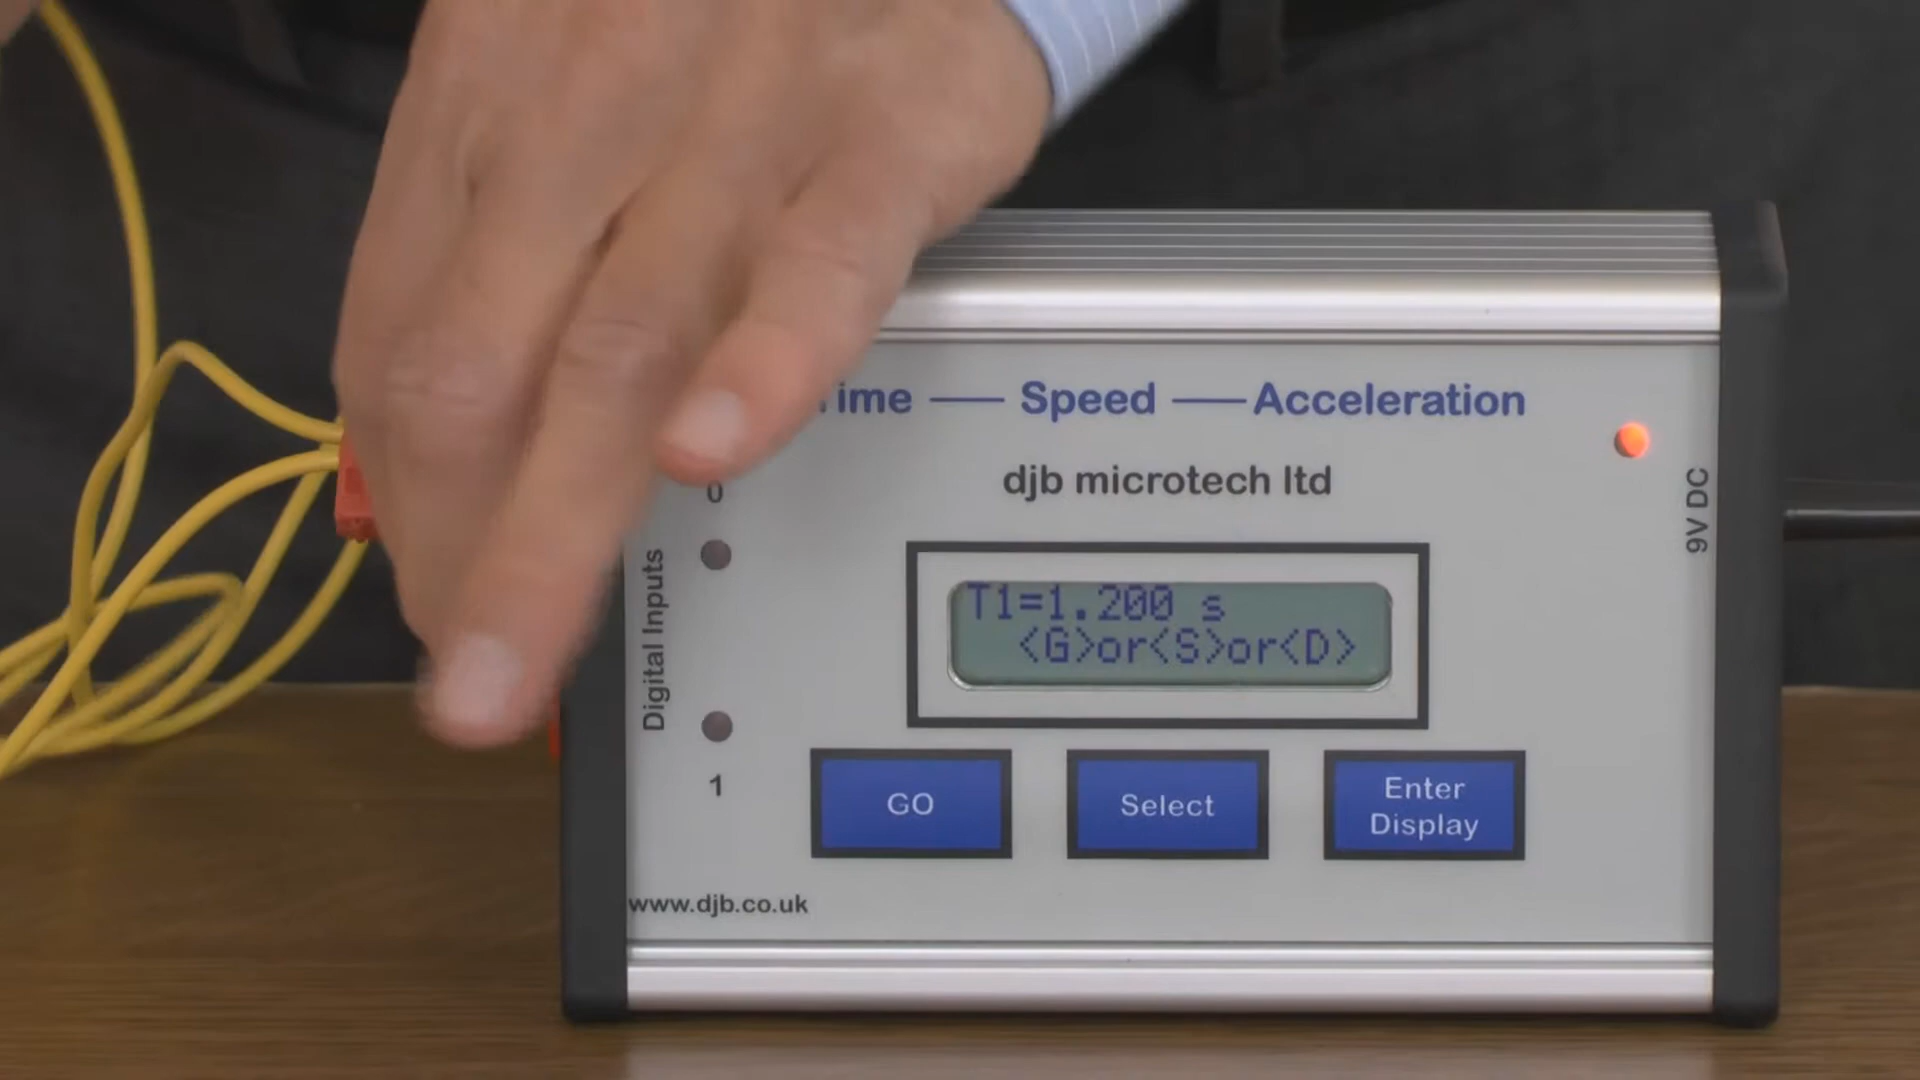 Time — Speed — Acceleration
djb microtech ltd
9V DC
0
Digital Inputs
1
T1=1.200 s
<G>or<S>or<D>
GO
Select
Enter
Display
www.djb.co.uk